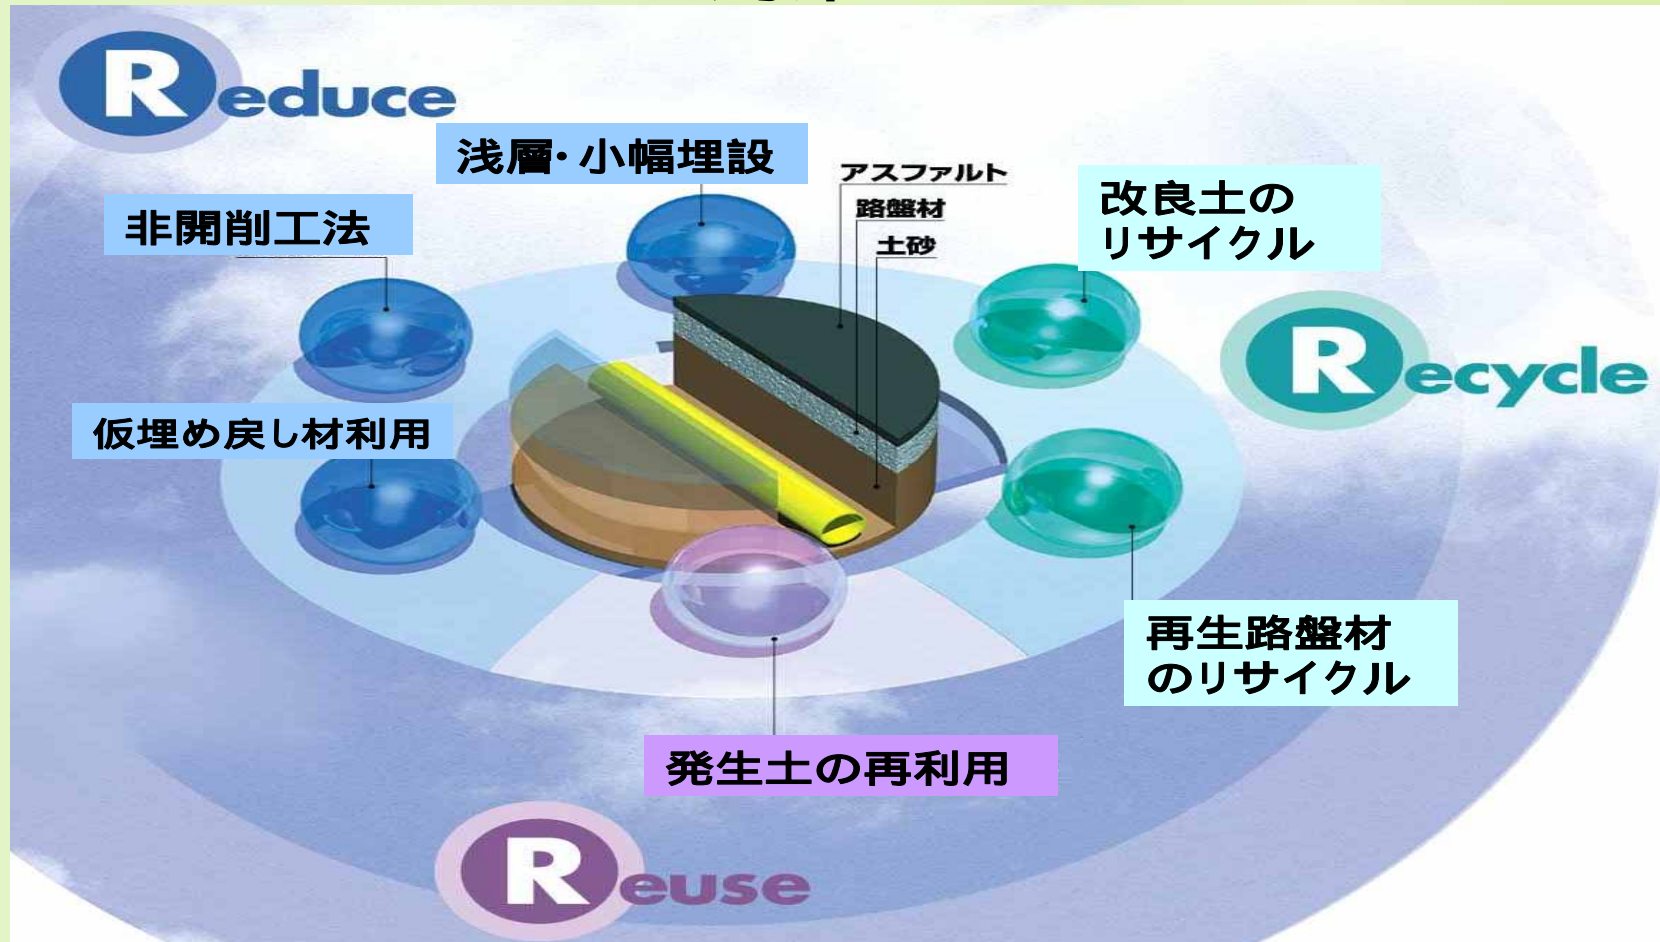 Reduce
浅層・小幅埋設
非開削工法
仮埋め戻し材利用
アスファルト
路盤材
土砂
改良土の
リサイクル
Recycle
再生路盤材
のリサイクル
発生土の再利用
Reuse